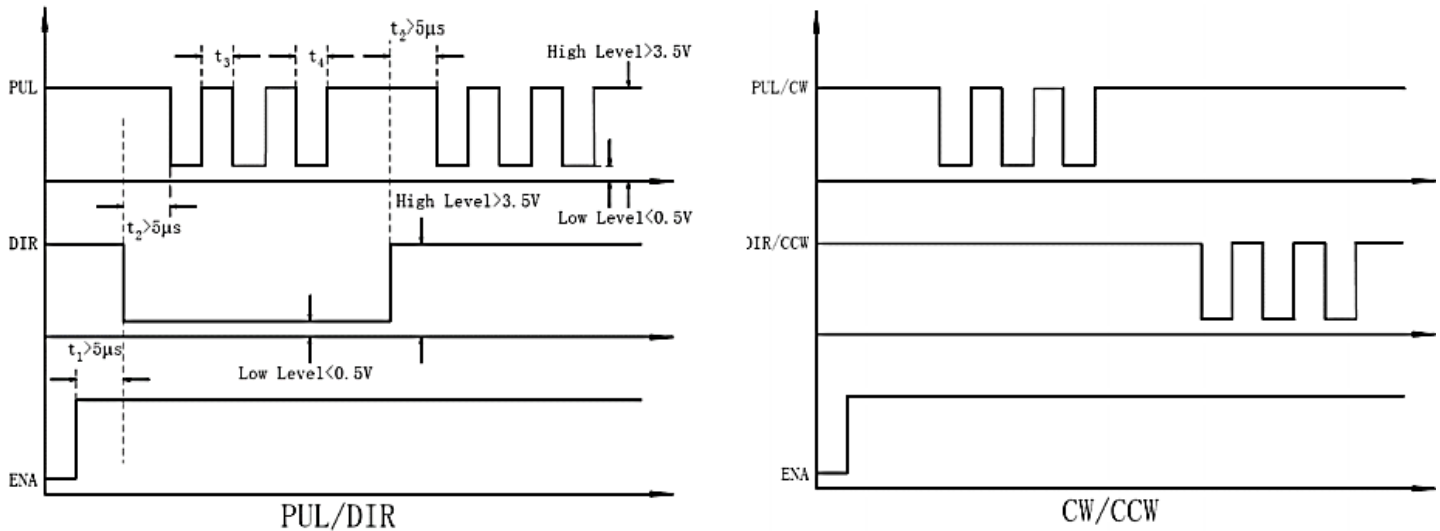 t₂>5μs
High Level>3.5V
t₃
t₄
PUL
High Level>3.5V
Low Level<0.5V
t₂>5μs
DIR
t₁>5μs
Low Level<0.5V
ENA
PUL/DIR
PUL/CW
DIR/CCW
ENA
CW/CCW